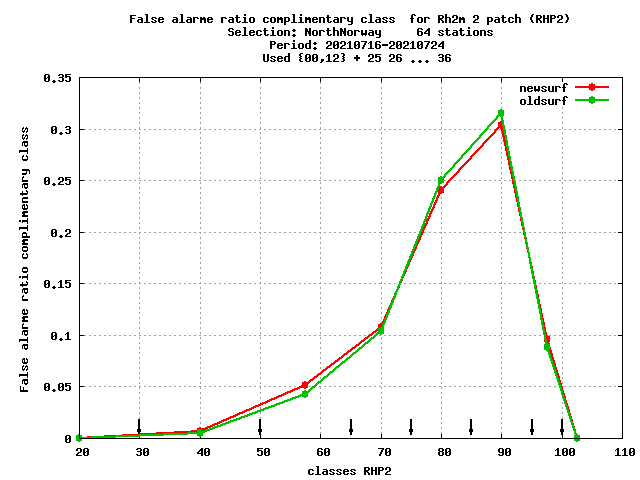 False alarme ratio complimentary class  for Rh2m 2 patch (RHP2)
Selection: NorthNorway     64 stations
Period: 20210716-20210724
Used {00,12} + 25 26 ... 36
newsurf
oldsurf
False alarme ratio complimentary class
0.35
0.3
0.25
0.2
0.15
0.1
0.05
0
20 30 40 50 60 70 80 90 100 110
classes RHP2